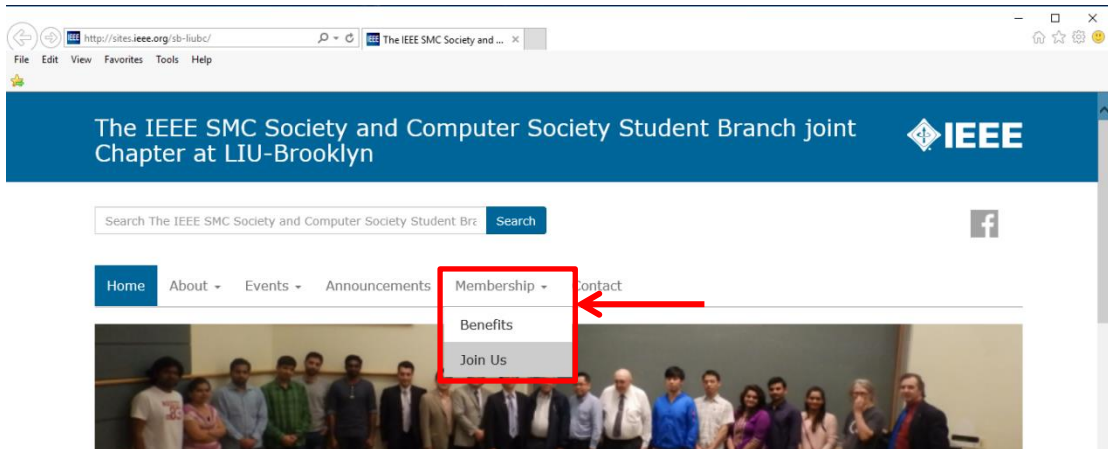 http://sites.ieee.org/sb-liubc/
The IEEE SMC Society and ...
File Edit View Favorites Tools Help
The IEEE SMC Society and Computer Society Student Branch joint
Chapter at LIU-Brooklyn
IEEE
Search The IEEE SMC Society and Computer Society Student Bra
Search
Home About Events Announcements Membership Contact
Benefits
Join Us